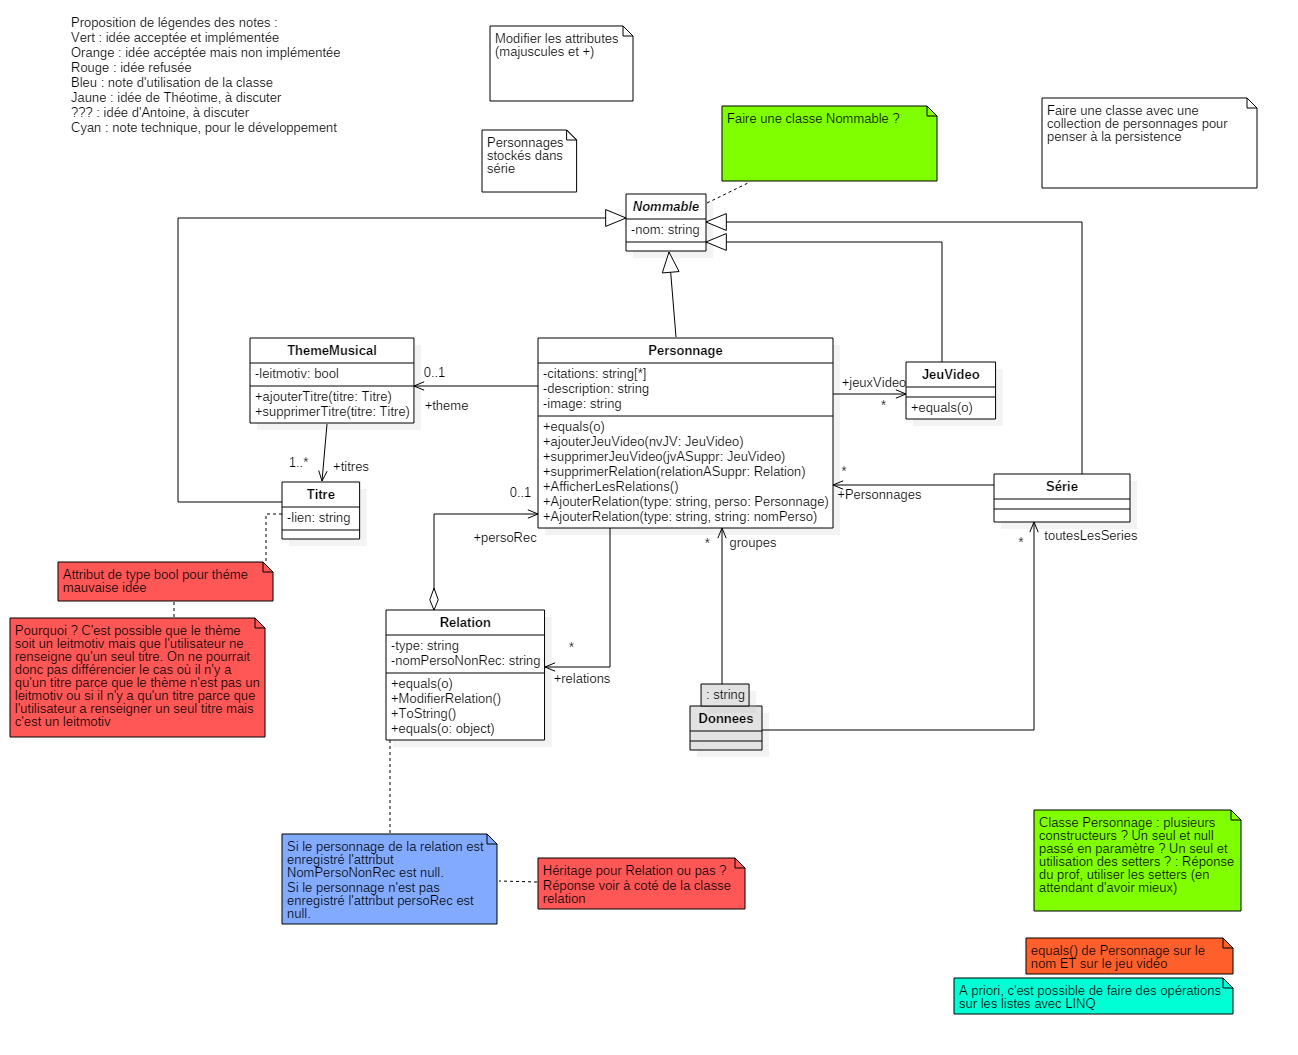 Proposition de légendes des notes :
Vert : idée acceptée et implémentée
Orange : idée accéptée mais non implémentée
Rouge : idée refusée
Bleu : note d'utilisation de la classe
Jaune : idée de Théotime, à discuter
??? : idée d'Antoine, à discuter
Cyan : note technique, pour le développement
Modifier les attributes
(majuscules et +)
Personnages
stockés dans
série
Faire une classe Nommable ?
Faire une classe avec une
collection de personnages pour
penser à la persistence
Nommable
-nom: string
ThemeMusical
-leitmotiv: bool
+ajouterTitre(titre: Titre)
+supprimerTitre(titre: Titre)
0..1
+theme
Personnage
-citations: string[*]
-description: string
-image: string
+equals(o)
+ajouterJeuVideo(nvJV: JeuVideo)
+supprimerJeuVideo(jvASuppr: JeuVideo)
+supprimerRelation(relationASuppr: Relation)
+AfficherLesRelations()
+AjouterRelation(type: string, perso: Personnage)
+AjouterRelation(type: string, string: nomPerso)
+jeuxVideo
*
JeuVideo
+equals(o)
1..*
+titres
Titre
-lien: string
*
+Personnages
Série
*
toutesLesSeries
0..1
+persoRec
*
groupes
Attribut de type bool pour théme
mauvaise idée
Pourquoi ? C'est possible que le thème
soit un leitmotiv mais que l'utilisateur ne
renseigne qu'un seul titre. On ne pourrait
donc pas différencier le cas où il n'y a
qu'un titre parce que le thème n'est pas un
leitmotiv ou si il n'y a qu'un titre parce que
l'utilisateur a renseigner un seul titre mais
c'est un leitmotiv
Relation
-type: string
-nomPersoNonRec: string
+equals(o)
+ModifierRelation()
+ToString()
+equals(o: object)
*
+relations
: string
Donnees
Si le personnage de la relation est
enregistré l'attribut
NomPersoNonRec est null.
Si le personnage n'est pas
enregistré l'attribut persoRec est
null.
Héritage pour Relation ou pas ?
Réponse voir à coté de la classe
relation
Classe Personnage : plusieurs
constructeurs ? Un seul et null
passé en paramètre ? Un seul et
utilisation des setters ? : Réponse
du prof, utiliser les setters (en
attendant d'avoir mieux)
equals() de Personnage sur le
nom ET sur le jeu vidéo
A priori, c'est possible de faire des opérations
sur les listes avec LINQ